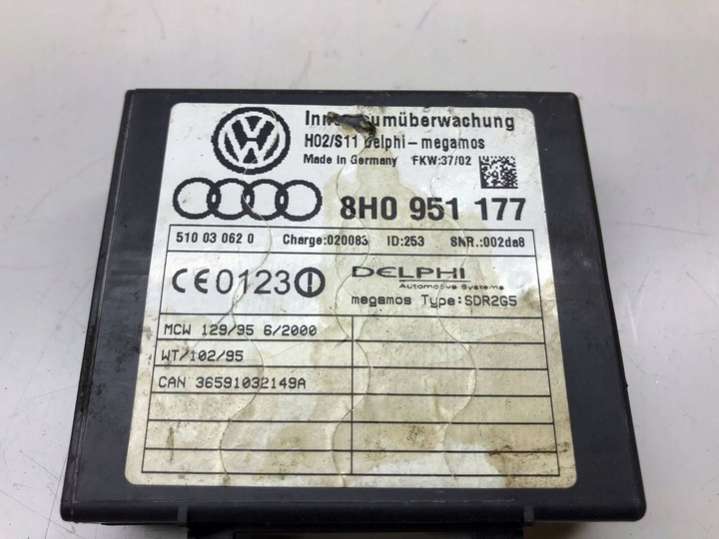 H02/S11 Delphi-megamos
Made in Germany FKW:37/02
8H0 951 177
510 03 062 0 Charge:020083 ID:253 SNR.:002da8
CE0123
DELPHI
Automotive Systems
megamos Type:SDR2G5
MCW 129/95 6/2000
WT/102/95
CAN 36591032149A